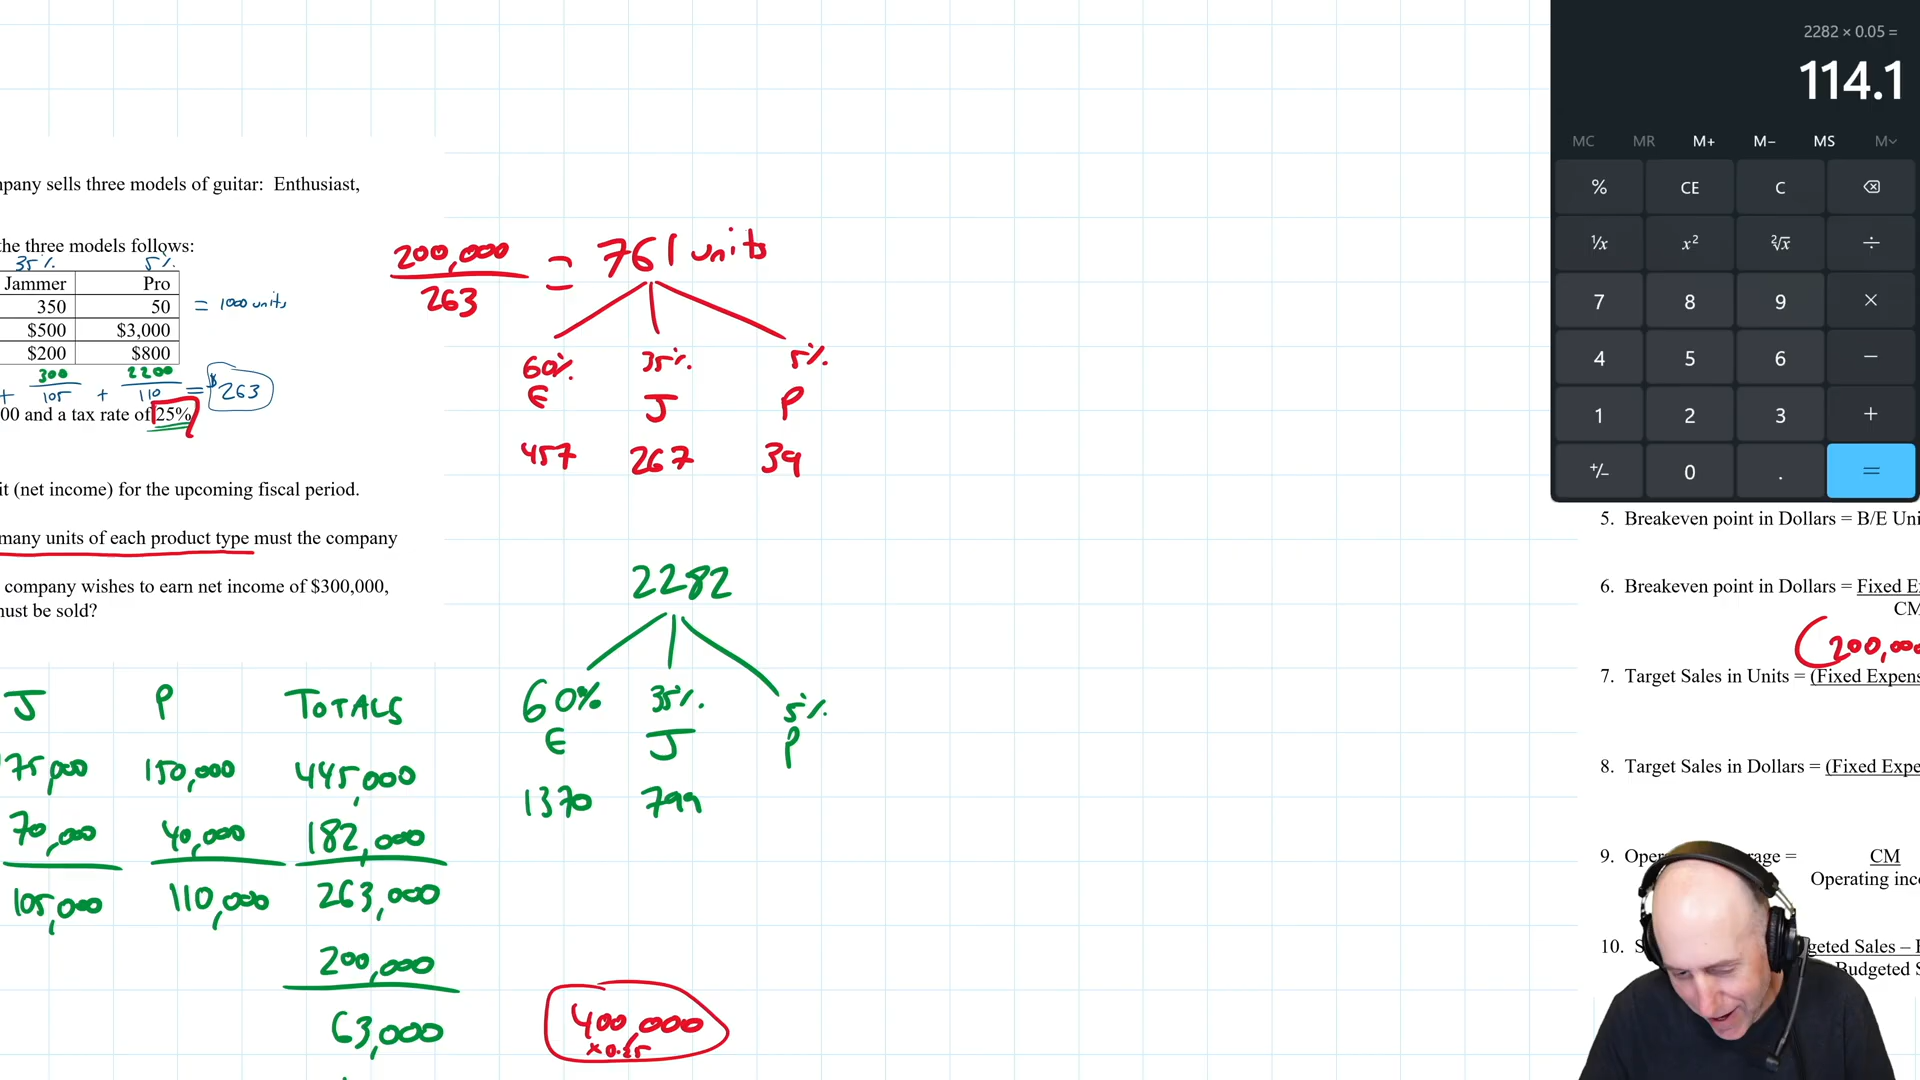 2282 × 0.05 =
114.1
MC MR M+ M− MS M˅
% CE C
¹/x x² ²√x ÷
7 8 9 ×
4 5 6 −
1 2 3 +
+/− 0 . =
npany sells three models of guitar: Enthusiast,
the three models follows:
35% 5%
Jammer Pro
350 50 = 1000 units
$500 $3,000
$200 $800
300 2200
+ 105 + 110 = $263
00 and a tax rate of 25%
it (net income) for the upcoming fiscal period.
many units of each product type must the company
company wishes to earn net income of $300,000,
must be sold?
200,000 = 761 units
263
60% 35% 5%
E J P
457 267 39
2282
60% 35% 5%
E J P
1370 799
J P TOTALS
75,000 150,000 445,000
70,000 40,000 182,000
105,000 110,000 263,000
200,000
63,000
400,000
× 0.25
5. Breakeven point in Dollars = B/E Uni
6. Breakeven point in Dollars = Fixed E
CM
(200,000
7. Target Sales in Units = (Fixed Expens
8. Target Sales in Dollars = (Fixed Expe
9. Ope rage = CM
Operating inc
10. S geted Sales –
Budgeted S